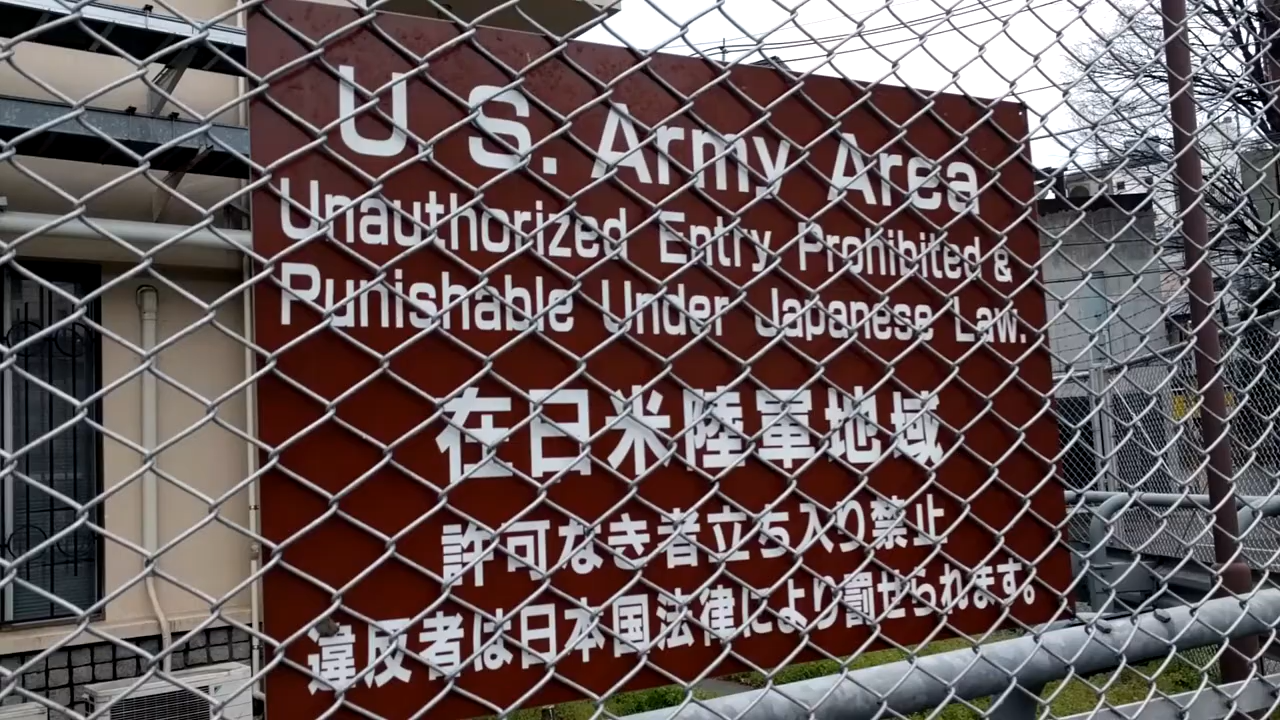 U.S. Army Area
Unauthorized Entry Prohibited &
Punishable Under Japanese Law.
在日米陸軍地域
許可なき者立ち入り禁止
違反者は日本国法律により罰せられます。